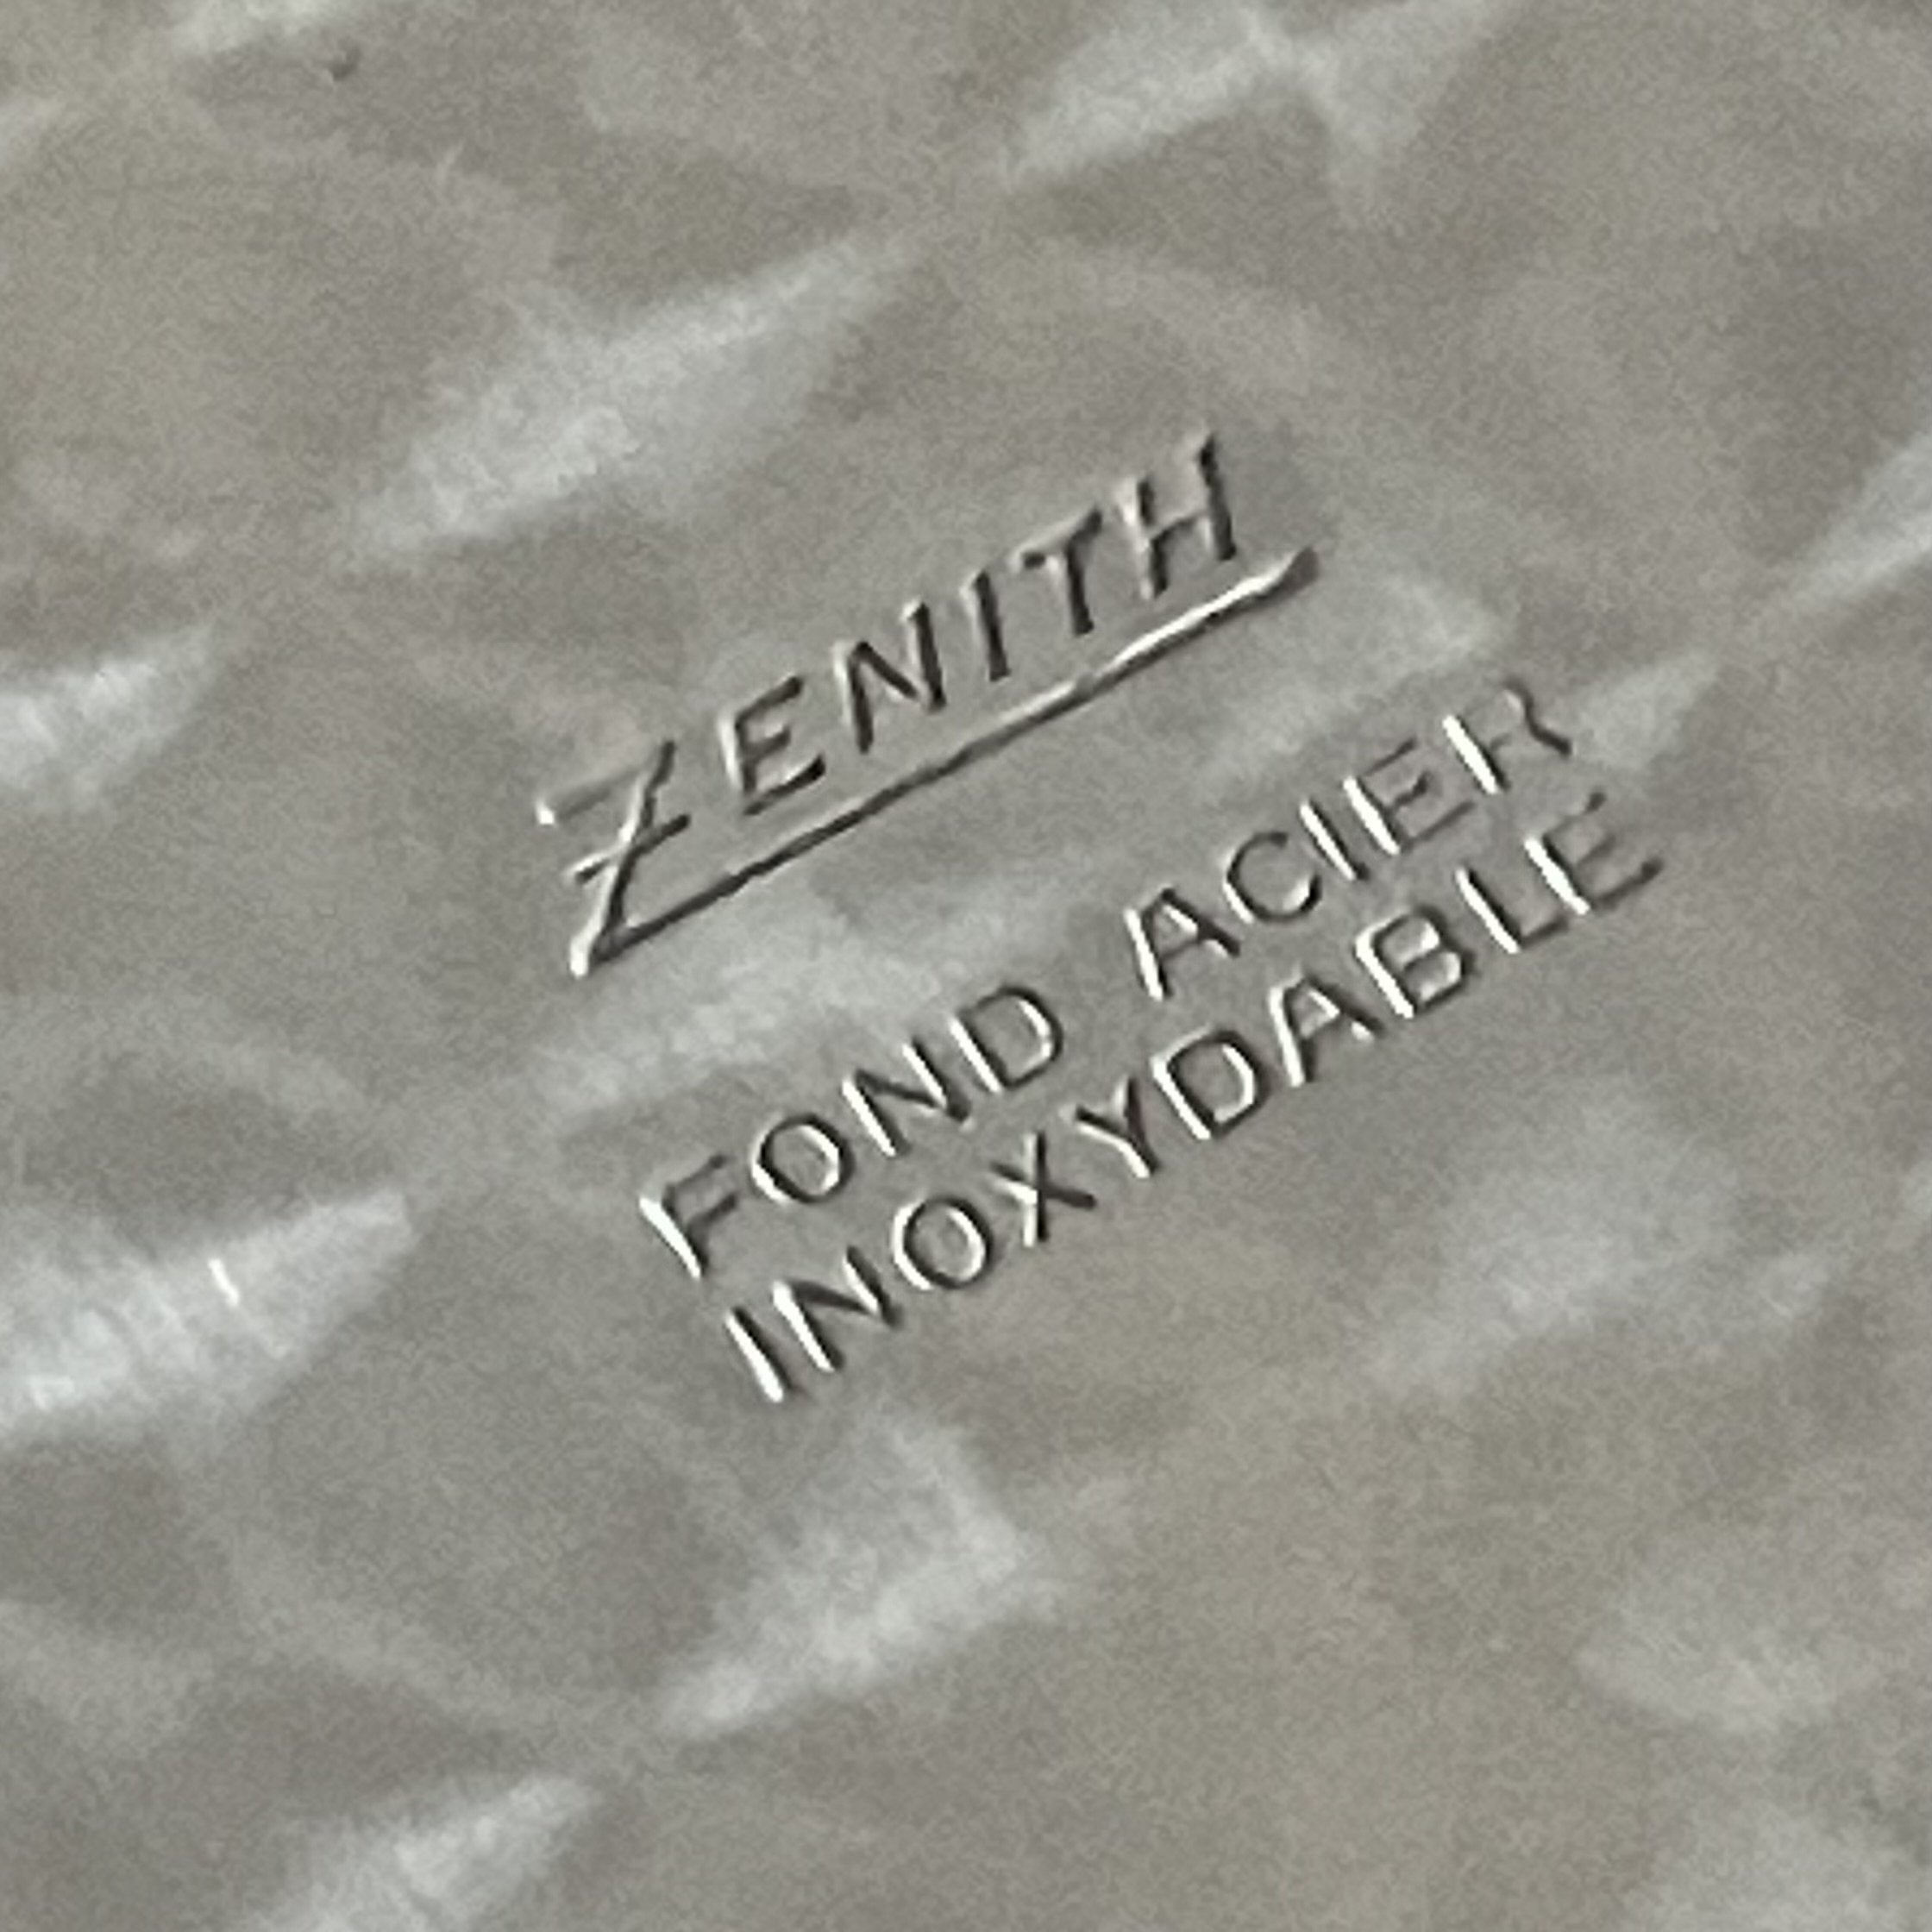 ZENITH
FOND ACIER
INOXYDABLE